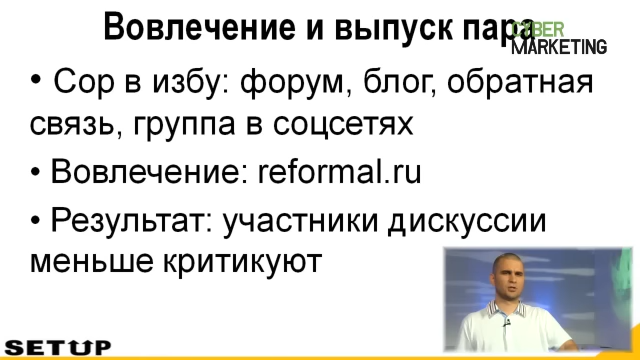 Вовлечение и выпуск пара
CYBER
MARKETING
• Сор в избу: форум, блог, обратная
связь, группа в соцсетях
• Вовлечение: reformal.ru
• Результат: участники дискуссии
меньше критикуют
SETUP